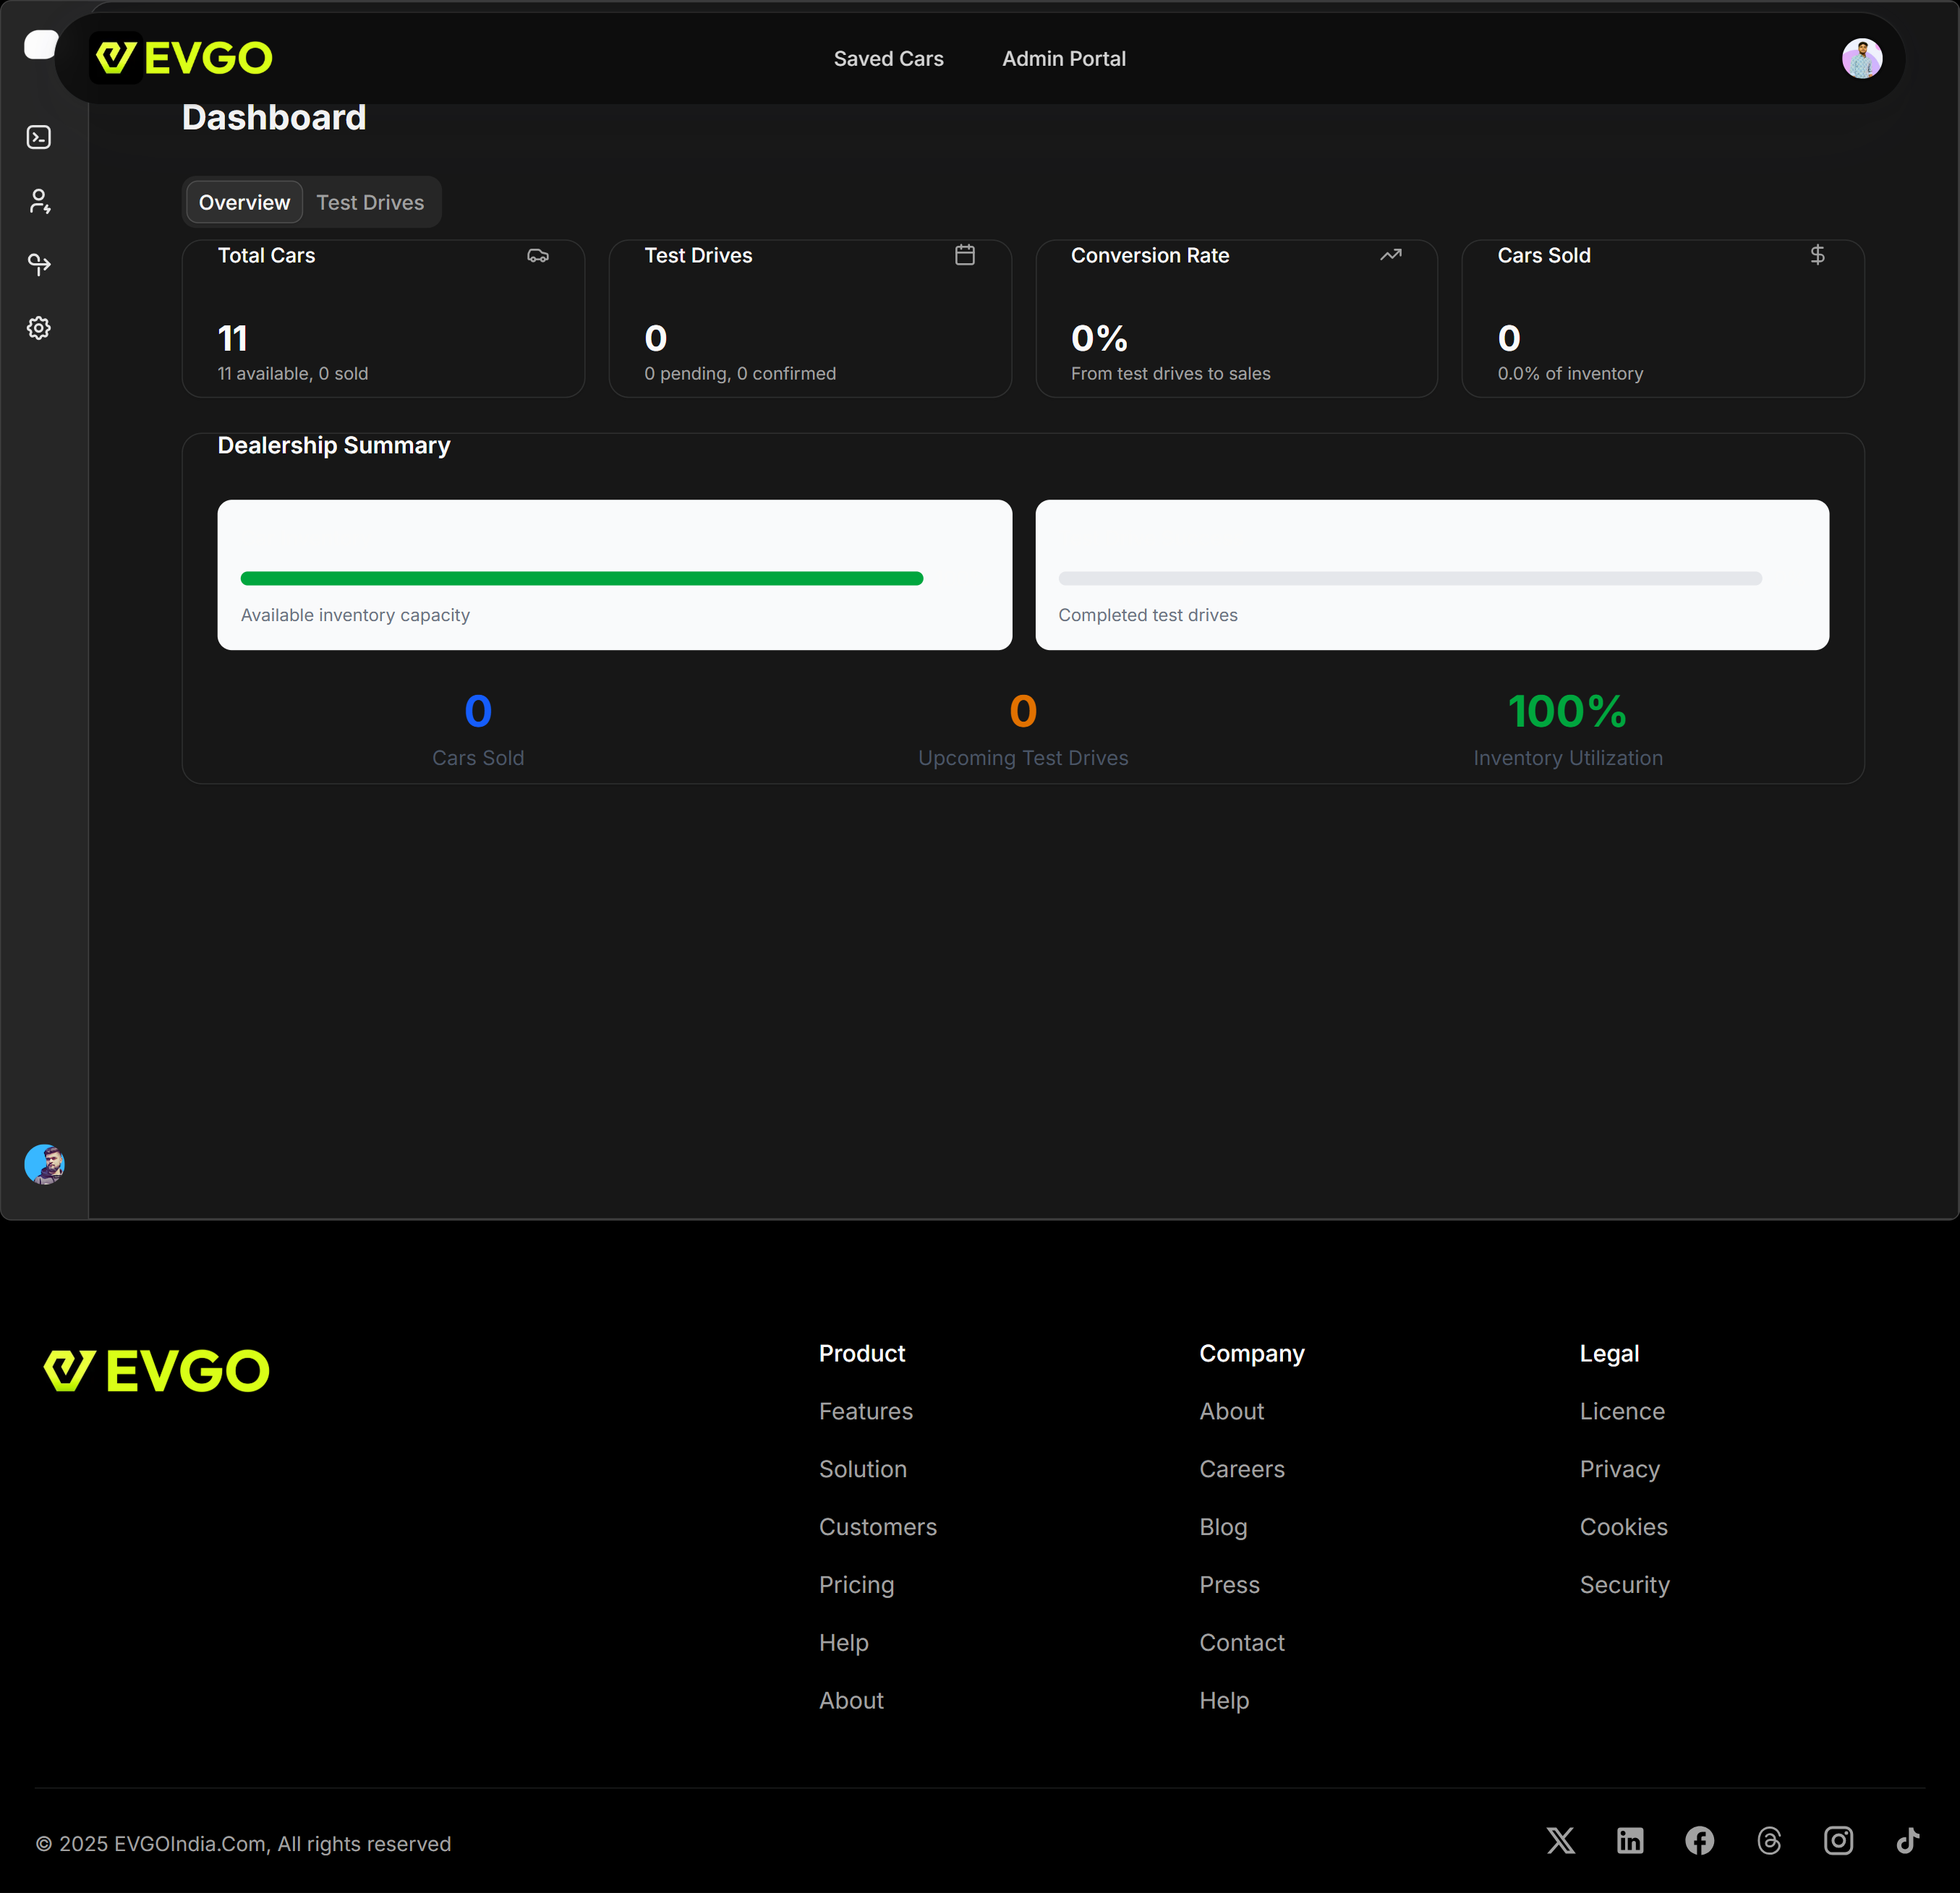 EVGO
Saved Cars
Admin Portal
Dashboard
Overview
Test Drives
Total Cars
11
11 available, 0 sold
Test Drives
0
0 pending, 0 confirmed
Conversion Rate
0%
From test drives to sales
Cars Sold
$
0
0.0% of inventory
Dealership Summary
Available inventory capacity
Completed test drives
0
Cars Sold
0
Upcoming Test Drives
100%
Inventory Utilization
EVGO
Product
Features
Solution
Customers
Pricing
Help
About
Company
About
Careers
Blog
Press
Contact
Help
Legal
Licence
Privacy
Cookies
Security
© 2025 EVGOIndia.Com, All rights reserved